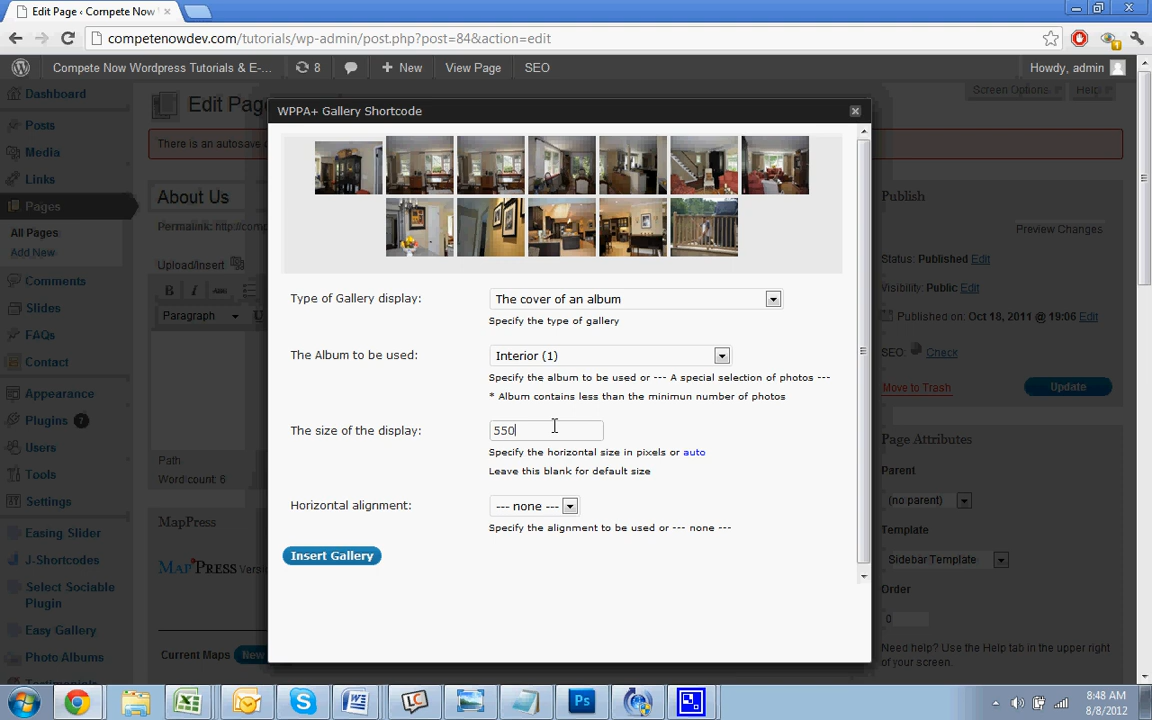 Edit Page ‹ Compete Now
competenowdev.com/tutorials/wp-admin/post.php?post=84&action=edit
Compete Now Wordpress Tutorials & E-... 8 New View Page SEO Howdy, admin
Dashboard
Posts
Media
Links
Pages
All Pages
Add New
Comments
Slides
FAQs
Contact
Appearance
Plugins 7
Users
Tools
Settings
Easing Slider
J-Shortcodes
Select Sociable
Plugin
Easy Gallery
Photo Albums
Testimonials
Edit Pag
Screen Options
Help
There is an autosave o
About Us
Permalink: http://comp
Upload/Insert
B i ABC
Paragraph U
Path:
Word count: 6
MapPress
MAPPRESS Versio
Current Maps New
WPPA+ Gallery Shortcode
Type of Gallery display: The cover of an album
Specify the type of gallery
The Album to be used: Interior (1)
Specify the album to be used or --- A special selection of photos ---
* Album contains less than the minimun number of photos
The size of the display: 550
Specify the horizontal size in pixels or auto
Leave this blank for default size
Horizontal alignment: --- none ---
Specify the alignment to be used or --- none ---
Insert Gallery
Publish
Preview Changes
Status: Published Edit
Visibility: Public Edit
Published on: Oct 18, 2011 @ 19:06 Edit
SEO: Check
Move to Trash Update
Page Attributes
Parent
(no parent)
Template
Sidebar Template
Order
0
Need help? Use the Help tab in the upper right
of your screen.
8:48 AM
8/8/2012